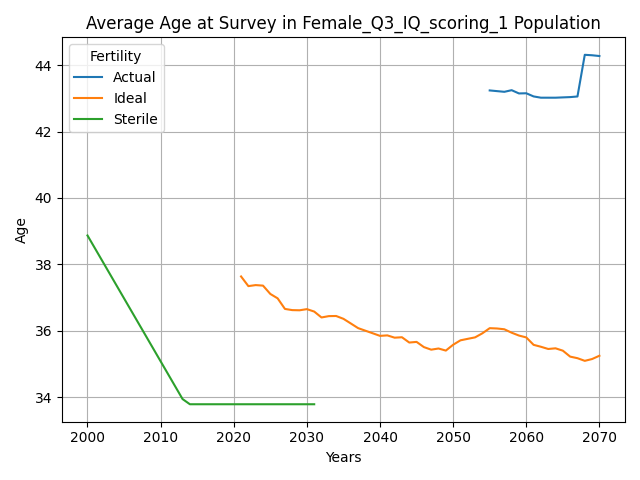 Average Age at Survey in Female_Q3_IQ_scoring_1 Population
Fertility
Actual
Ideal
Sterile
Age
44
42
40
38
36
34
2000 2010 2020 2030 2040 2050 2060 2070
Years